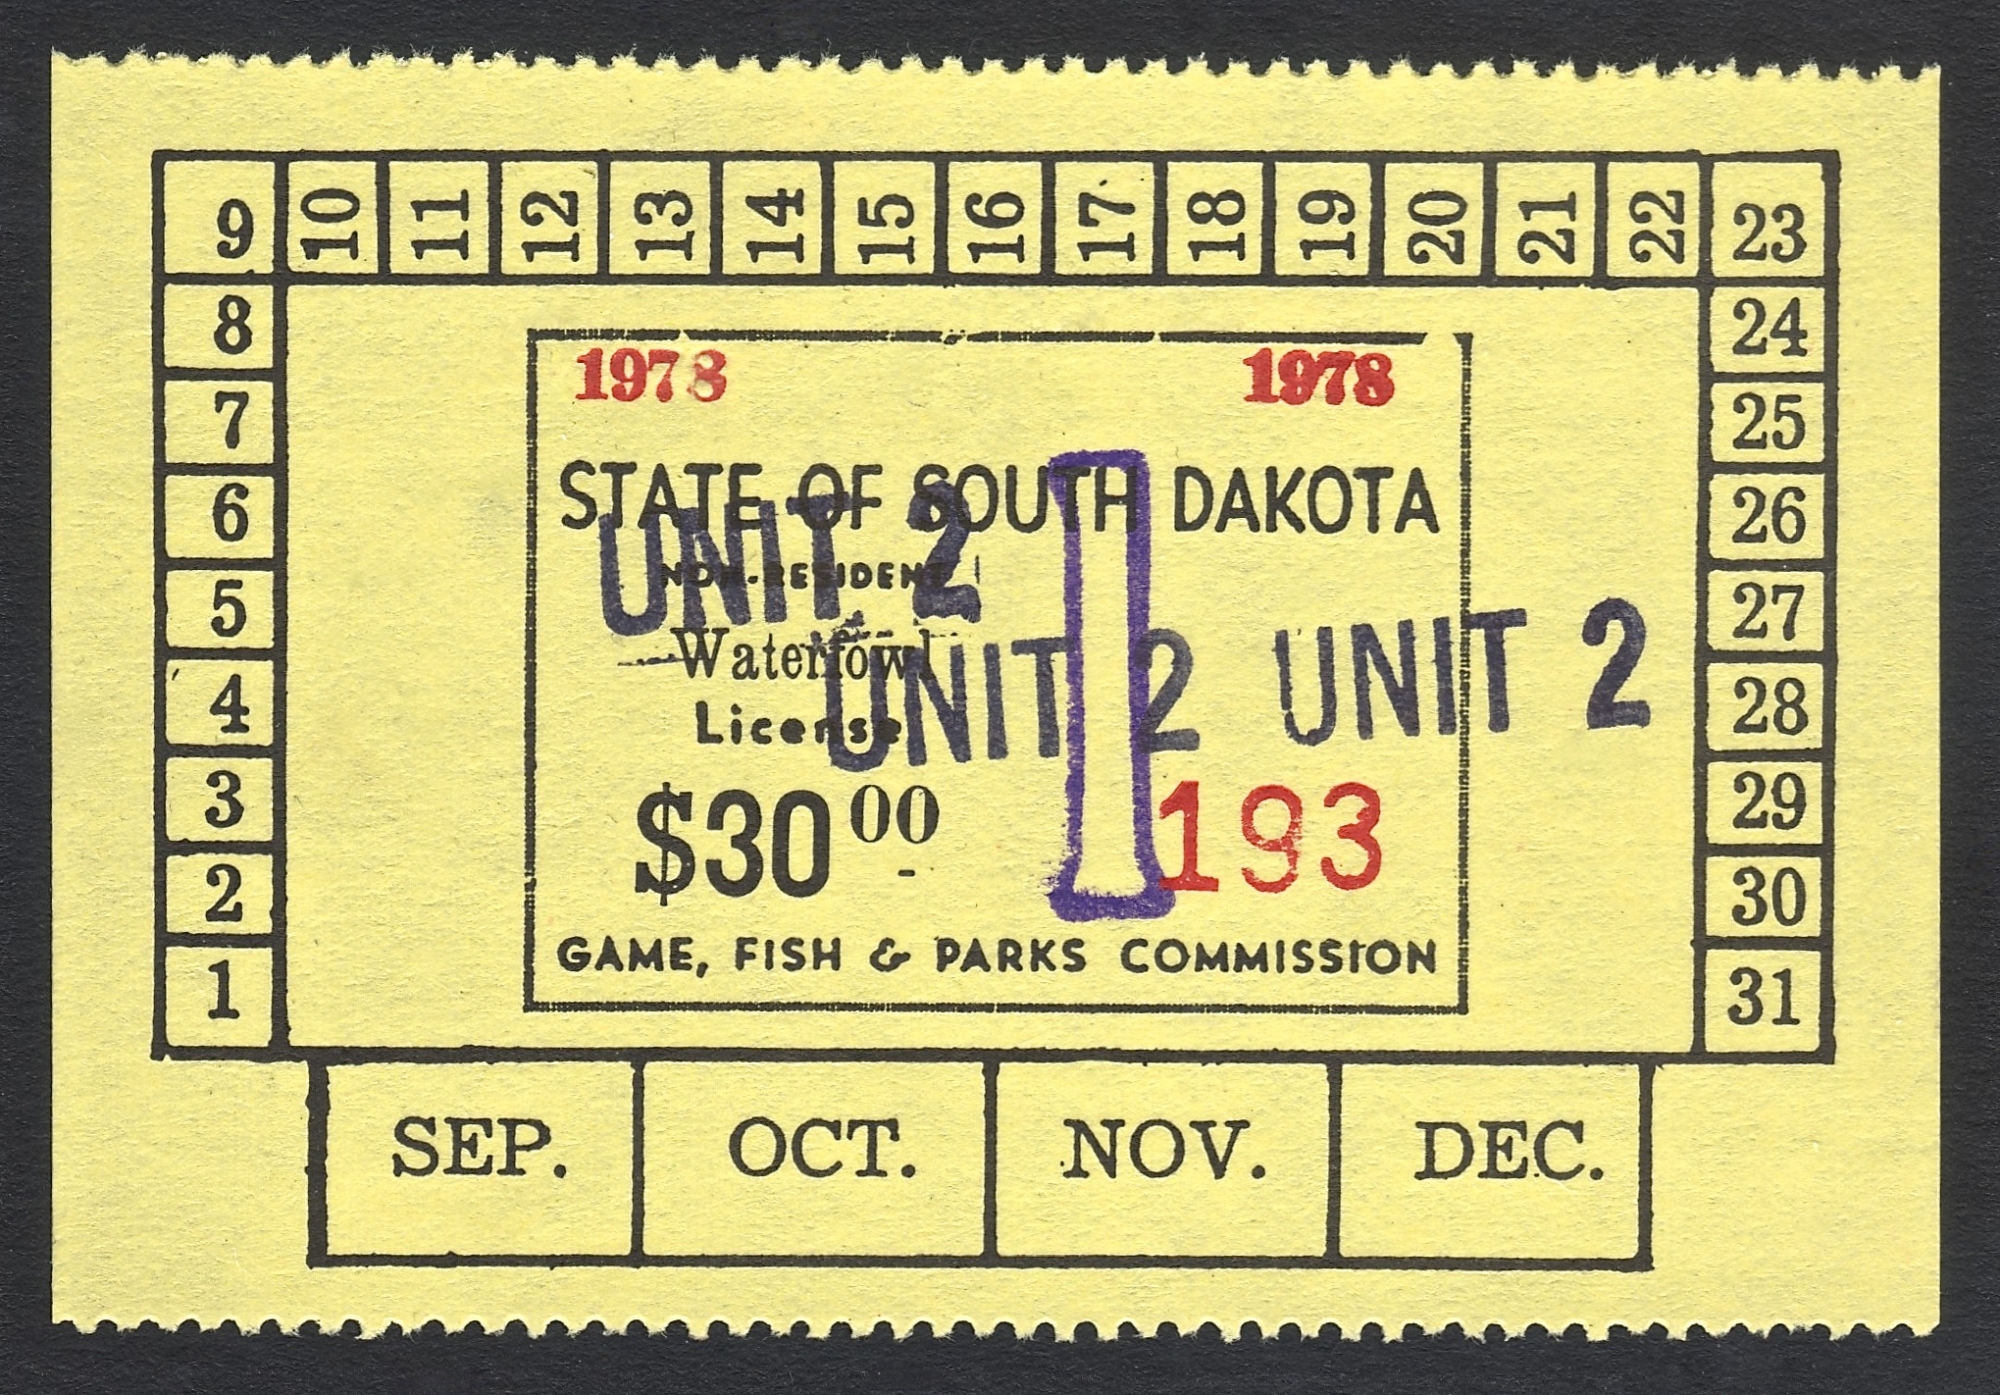 9 10 11 12 13 14 15 16 17 18 19 20 21 22 23
8 24
7 25
6 26
5 27
4 28
3 29
2 30
1 31
1978 1978
STATE OF SOUTH DAKOTA
UNIT 2
NON-RESIDENT
Waterfowl
UNIT 2 UNIT 2
License
1
$30 00 193
GAME, FISH & PARKS COMMISSION
SEP. OCT. NOV. DEC.